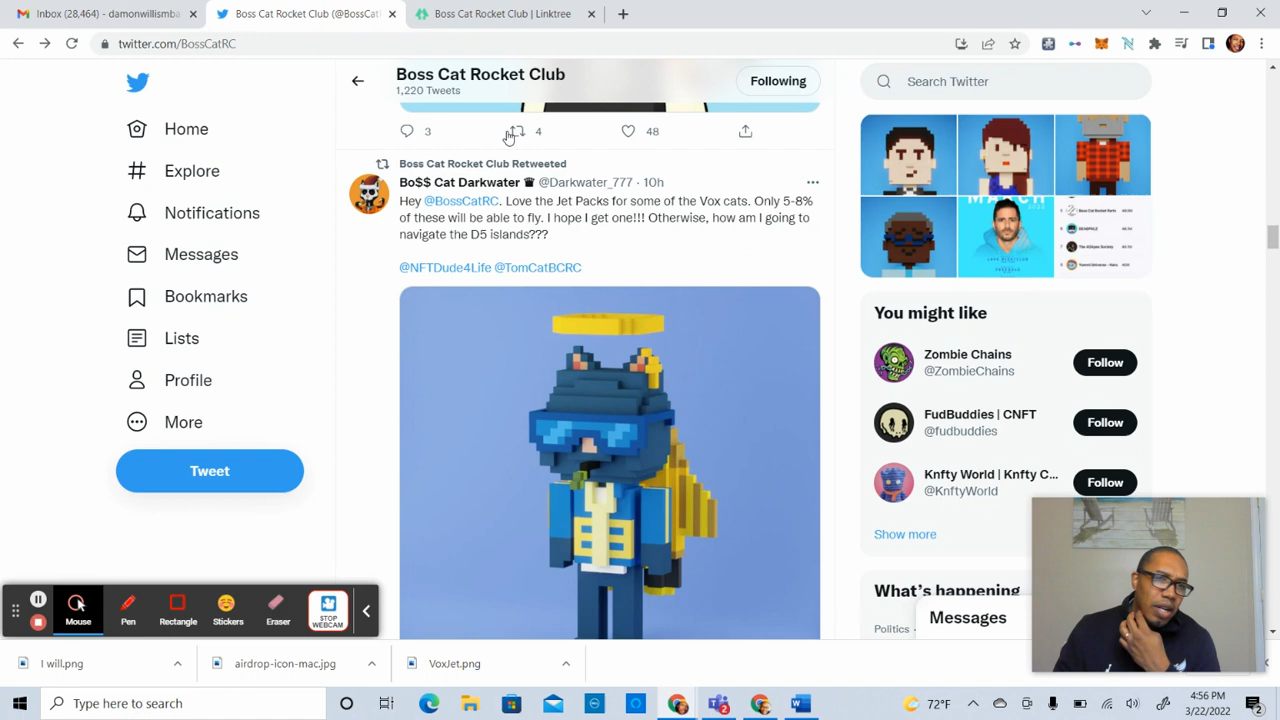 Inbox (28,464) - damonwillsmba
Boss Cat Rocket Club (@BossCat
Boss Cat Rocket Club | Linktree
twitter.com/BossCatRC
Boss Cat Rocket Club
1,220 Tweets
Following
Search Twitter
3
4
48
Home
Explore
Notifications
Messages
Bookmarks
Lists
Profile
More
Tweet
Boss Cat Rocket Club Retweeted
Bo$$ Cat Darkwater ♛ @Darkwater_777 · 10h
Hey @BossCatRC. Love the Jet Packs for some of the Vox cats. Only 5-8%
of these will be able to fly. I hope I get one!!! Otherwise, how am I going to
navigate the D5 islands???
@NFTDude4Life @TomCatBCRC
MARCH
You might like
Zombie Chains
@ZombieChains
Follow
FudBuddies | CNFT
@fudbuddies
Follow
Knfty World | Knfty C...
@KnftyWorld
Follow
Show more
What's happening
Politics ·
Messages
Mouse
Pen
Rectangle
Stickers
Eraser
STOP
WEBCAM
I will.png
airdrop-icon-mac.jpg
VoxJet.png
Type here to search
72°F
4:56 PM
3/22/2022
2